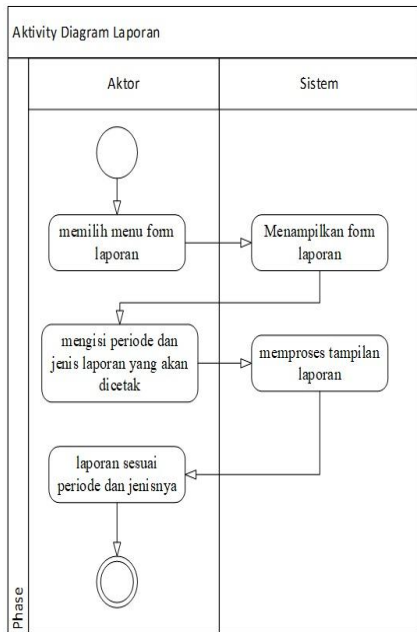 Aktivity Diagram Laporan
Aktor
Sistem
memilih menu form
laporan
Menampilkan form
laporan
mengisi periode dan
jenis laporan yang akan
dicetak
memproses tampilan
laporan
laporan sesuai
periode dan jenisnya
Phase